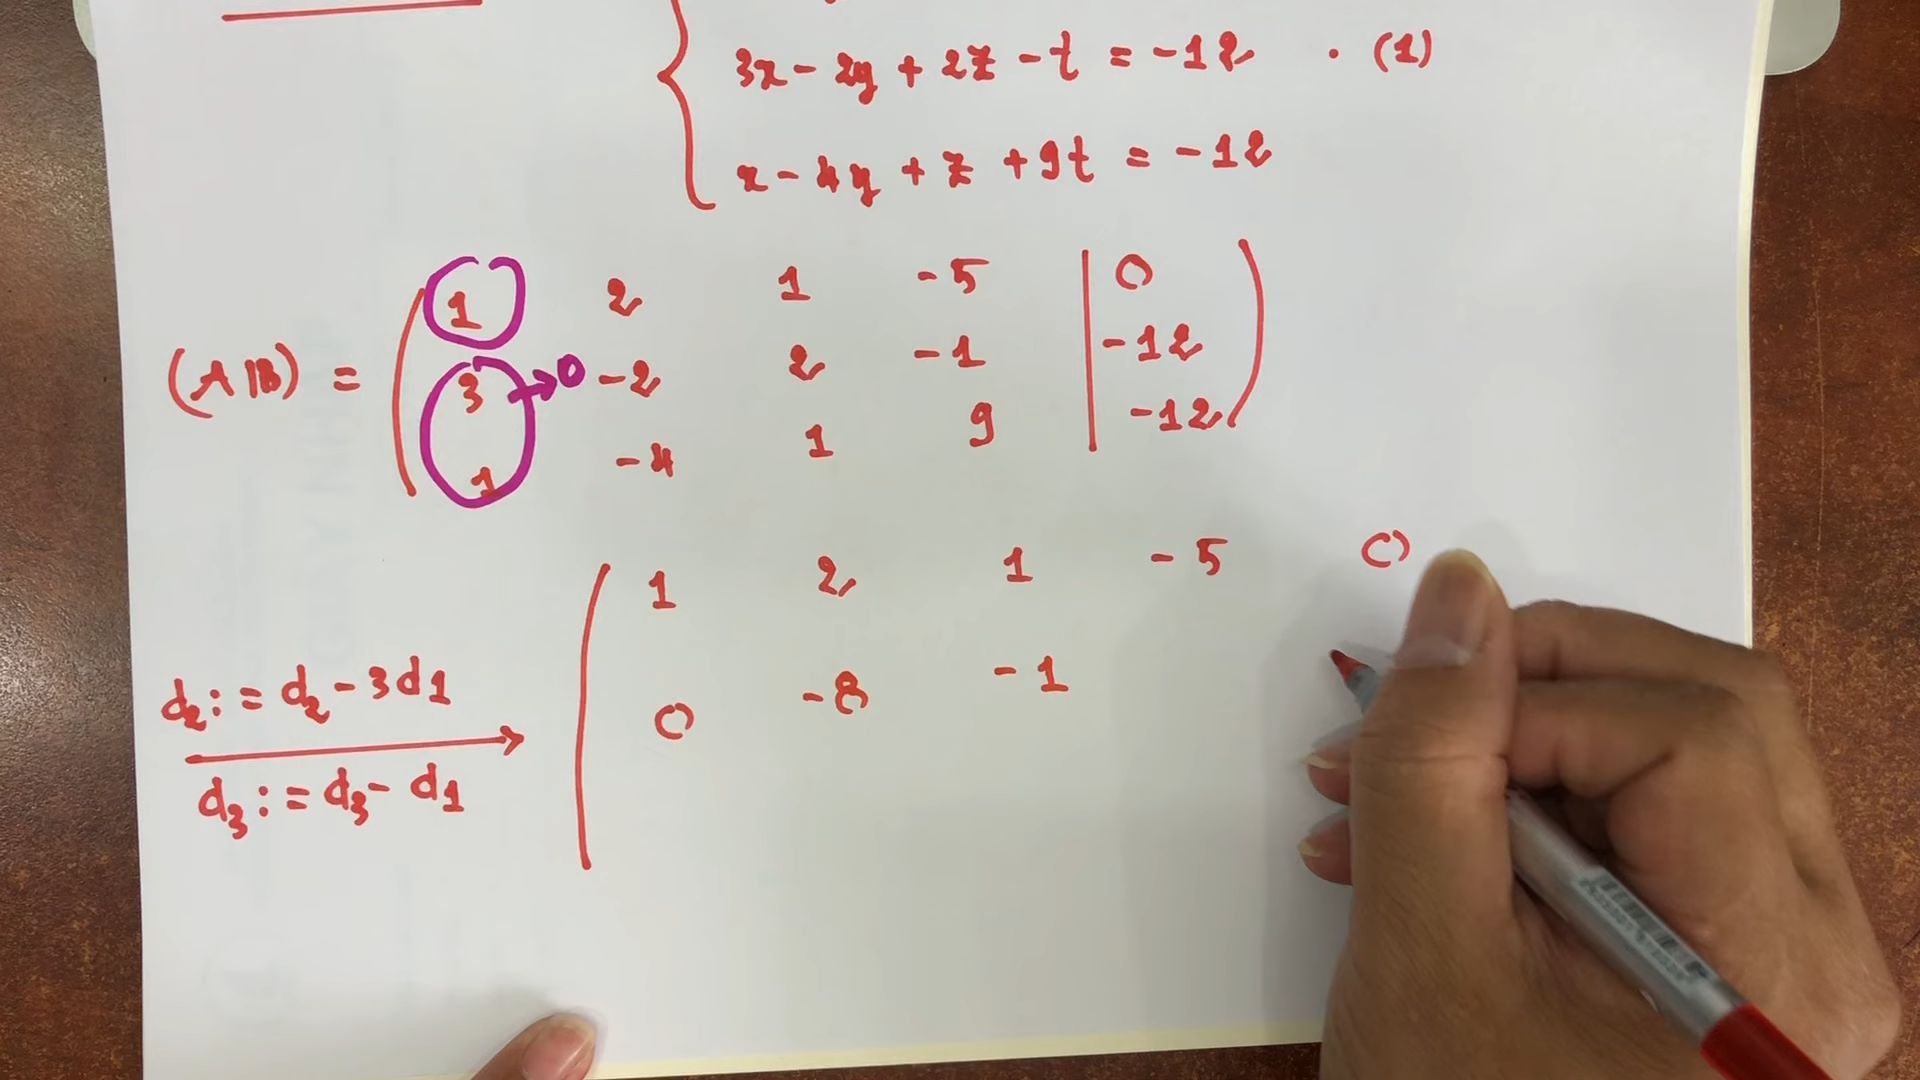 3x - 2y + 2z - t = -12 . (1)
x - 4y + z + 9t = -12
(A|B) = ( 1 2 1 -5 | 0
3 → 0 -2 2 -1 | -12
1 -4 1 9 | -12 )
1 2 1 -5 0
d2 := d2 - 3d1
0 -8 -1
d3 := d3 - d1